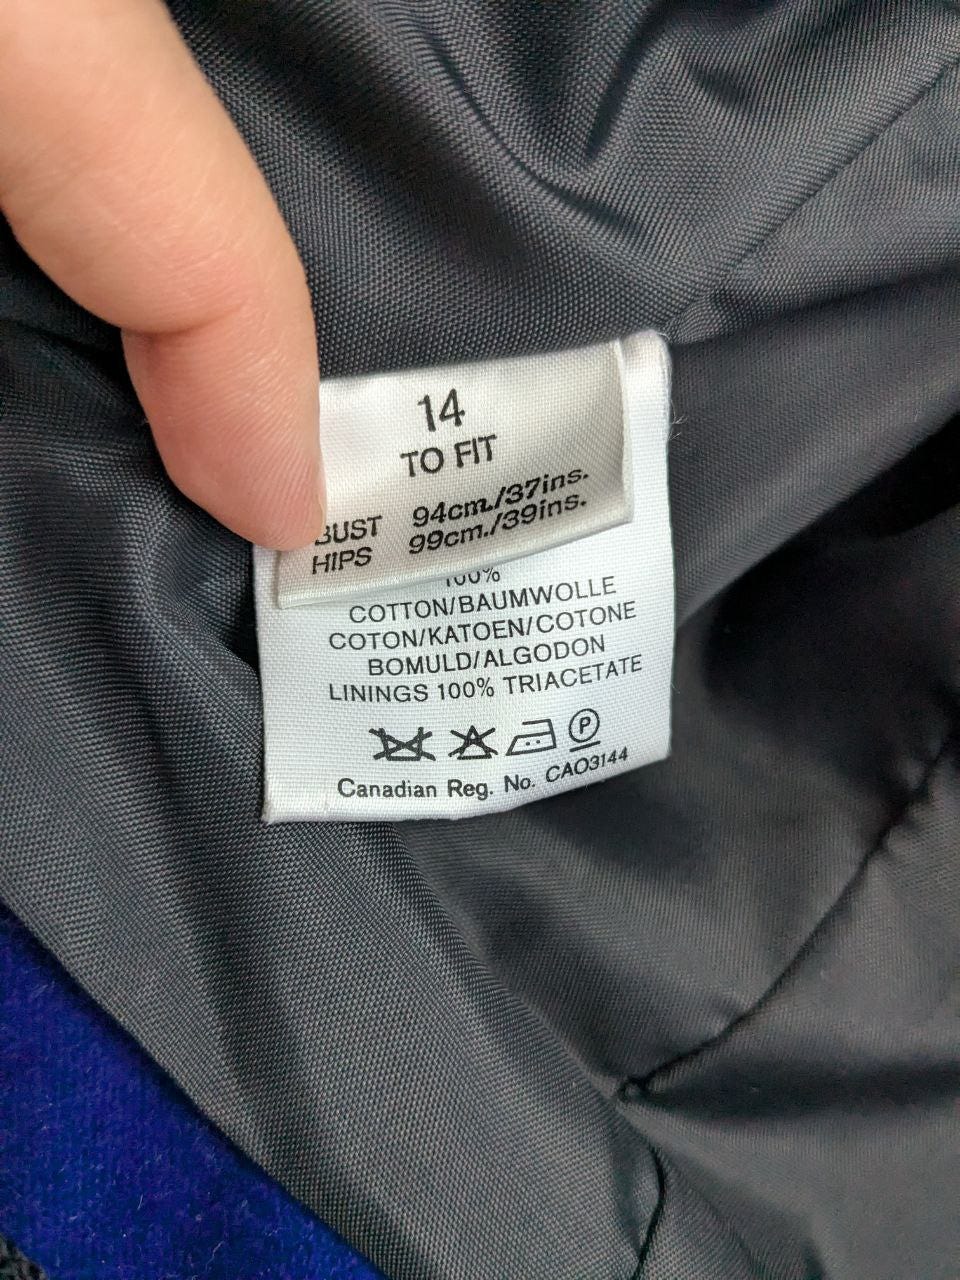 14
TO FIT
BUST 94cm./37ins.
HIPS 99cm./39ins.
100%
COTTON/BAUMWOLLE
COTON/KATOEN/COTONE
BOMULD/ALGODON
LININGS 100% TRIACETATE
P
Canadian Reg. No. CAO3144